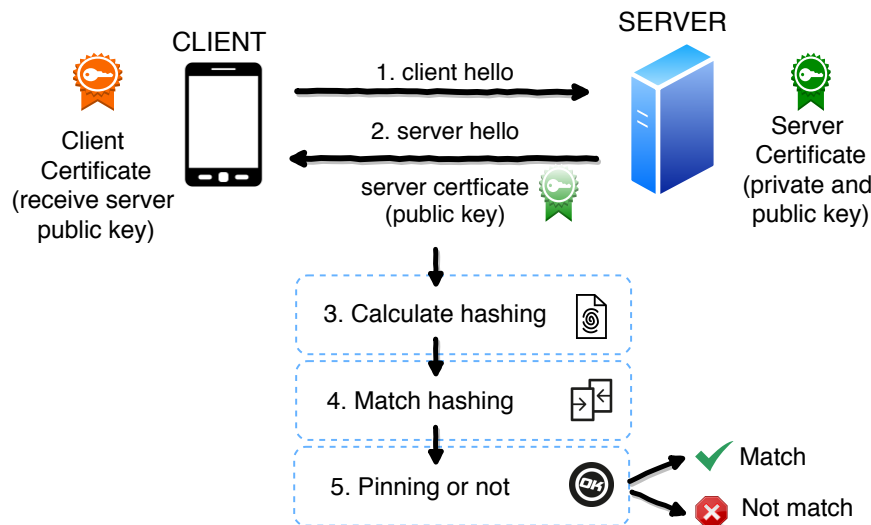 CLIENT
SERVER
1. client hello
2. server hello
Client
Certificate
(receive server
public key)
Server
Certificate
(private and
public key)
server certficate
(public key)
3. Calculate hashing
4. Match hashing
5. Pinning or not
OK
Match
Not match